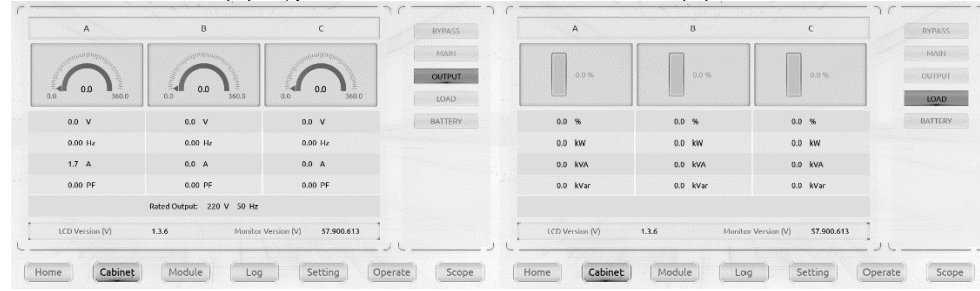 A B C
BYPASS
MAIN
0.0 0.0 360.0 0.0 0.0 360.0 0.0 0.0 360.0
OUTPUT
LOAD
0.0 V 0.0 V 0.0 V
BATTERY
0.00 Hz 0.00 Hz 0.00 Hz
1.7 A 0.0 A 0.0 A
0.00 PF 0.00 PF 0.00 PF
Rated Output: 220 V 50 Hz
LCD Version (V) 1.3.6 Monitor Version (V) 57.900.613
Home Cabinet Module Log Setting Operate Scope
A B C
BYPASS
MAIN
0.0 % 0.0 % 0.0 %
OUTPUT
LOAD
0.0 % 0.0 % 0.0 %
BATTERY
0.0 kW 0.0 kW 0.0 kW
0.0 kVA 0.0 kVA 0.0 kVA
0.0 kVar 0.0 kVar 0.0 kVar
LCD Version (V) 1.3.6 Monitor Version (V) 57.900.613
Home Cabinet Module Log Setting Operate Scope